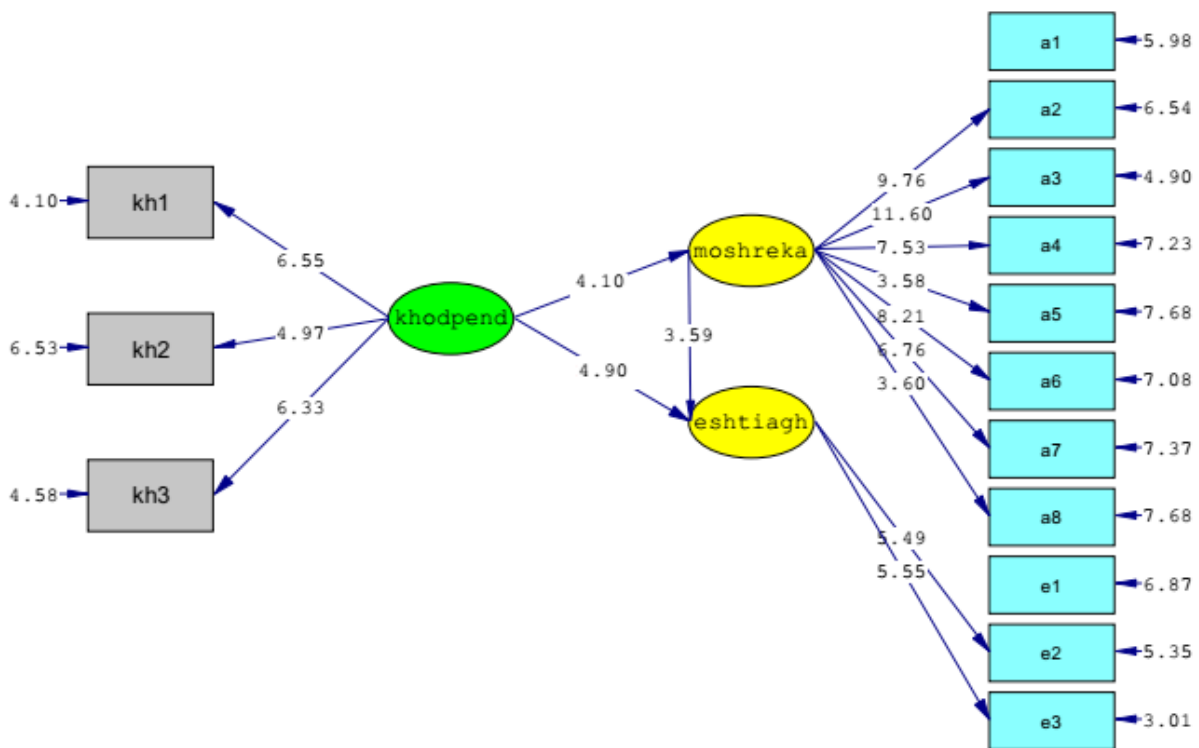 a1
5.98
a2
6.54
a3
4.90
a4
7.23
a5
7.68
a6
7.08
a7
7.37
a8
7.68
e1
6.87
e2
5.35
e3
3.01
4.10
kh1
6.53
kh2
4.58
kh3
6.55
4.97
6.33
khodpend
4.10
4.90
moshreka
3.59
eshtiagh
9.76
11.60
7.53
3.58
8.21
6.76
3.60
5.49
5.55